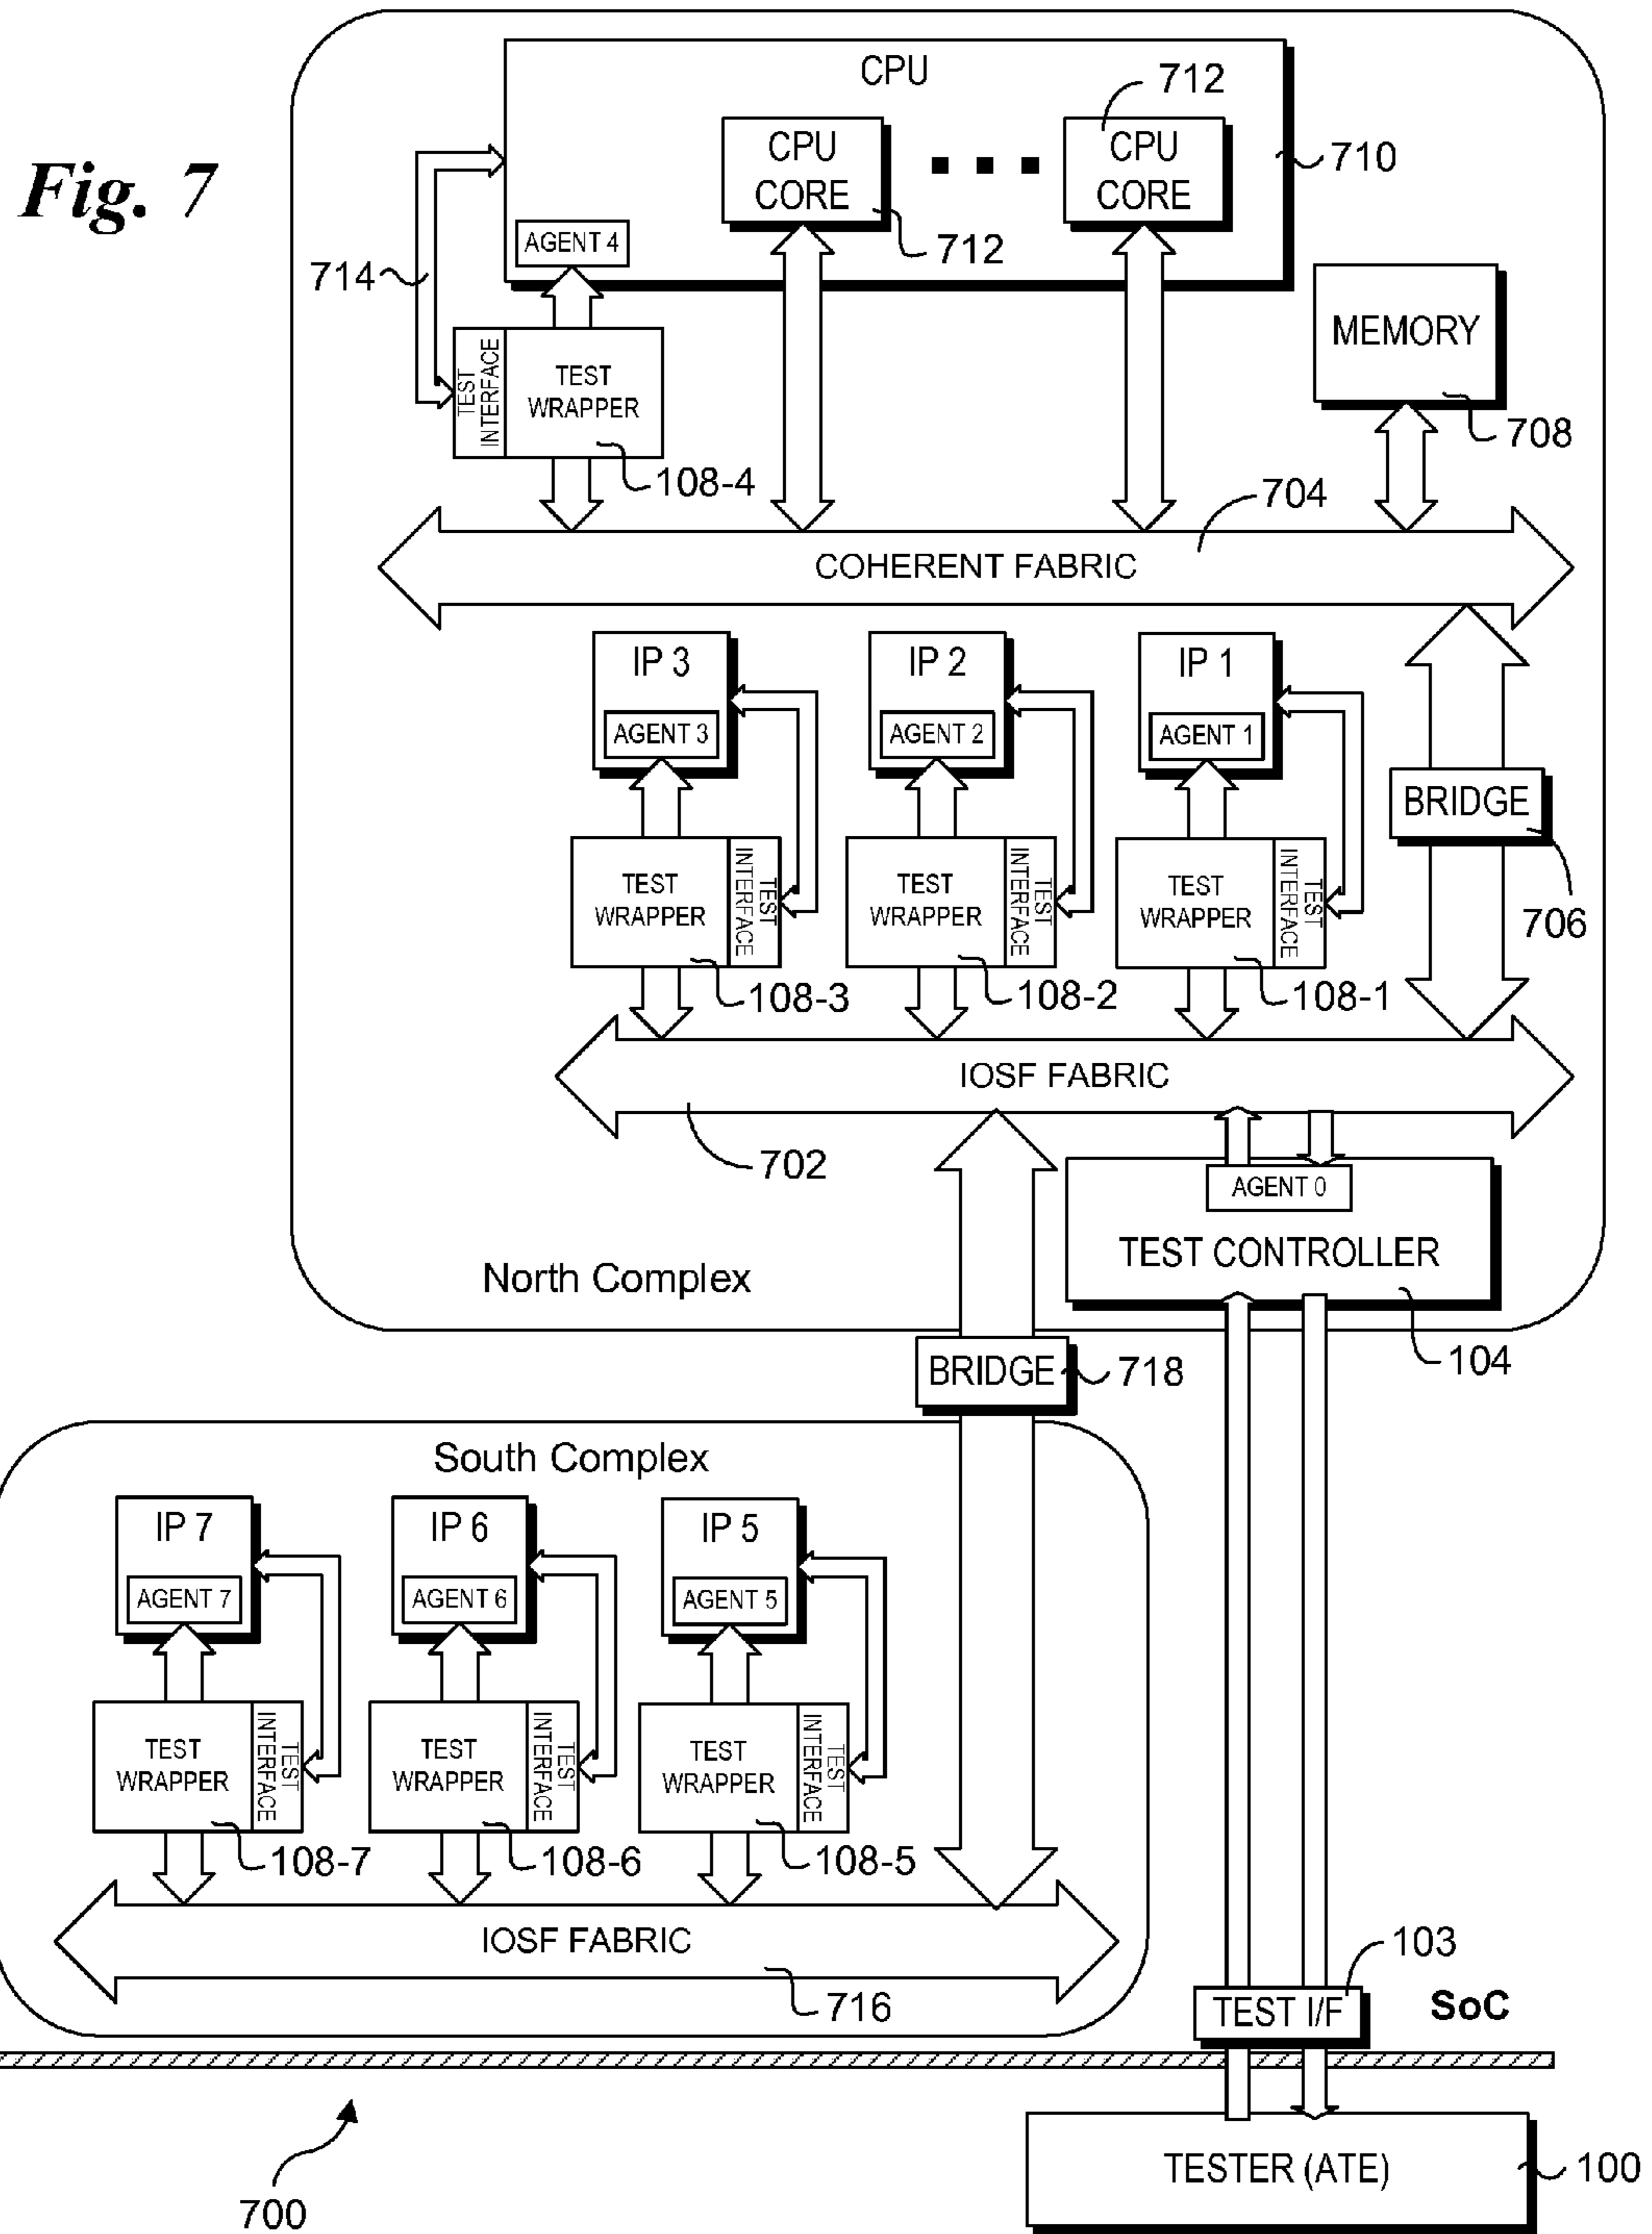 Fig. 7
CPU
712
CPU
CORE
CPU
CORE
710
712
AGENT 4
714
MEMORY
TEST
INTERFACE
TEST
WRAPPER
708
108-4
704
COHERENT FABRIC
IP 3
IP 2
IP 1
AGENT 3
AGENT 2
AGENT 1
BRIDGE
TEST
WRAPPER
TEST
INTERFACE
TEST
WRAPPER
TEST
INTERFACE
TEST
WRAPPER
TEST
INTERFACE
706
108-3
108-2
108-1
IOSF FABRIC
702
AGENT 0
TEST CONTROLLER
North Complex
104
BRIDGE
718
South Complex
IP 7
IP 6
IP 5
AGENT 7
AGENT 6
AGENT 5
TEST
WRAPPER
TEST
INTERFACE
TEST
WRAPPER
TEST
INTERFACE
TEST
WRAPPER
TEST
INTERFACE
108-7
108-6
108-5
IOSF FABRIC
103
716
TEST I/F
SoC
TESTER (ATE)
100
700